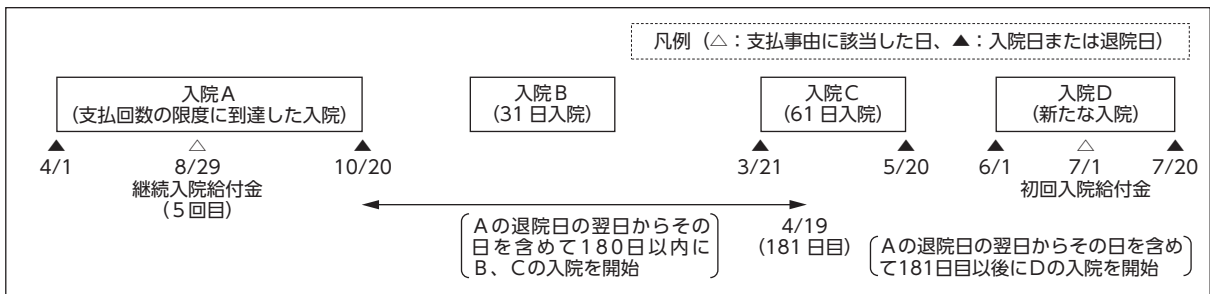 凡例（△：支払事由に該当した日、▲：入院日または退院日）
入院A
（支払回数の限度に到達した入院）
入院B
（31日入院）
入院C
（61日入院）
入院D
（新たな入院）
▲ △ ▲ ▲ ▲ ▲ △ ▲
4/1 8/29 10/20 3/21 5/20 6/1 7/1 7/20
継続入院給付金
（5回目）
初回入院給付金
Aの退院日の翌日からその
日を含めて180日以内に
B、Cの入院を開始
4/19
（181日目）
Aの退院日の翌日からその日を含め
て181日目以後にDの入院を開始